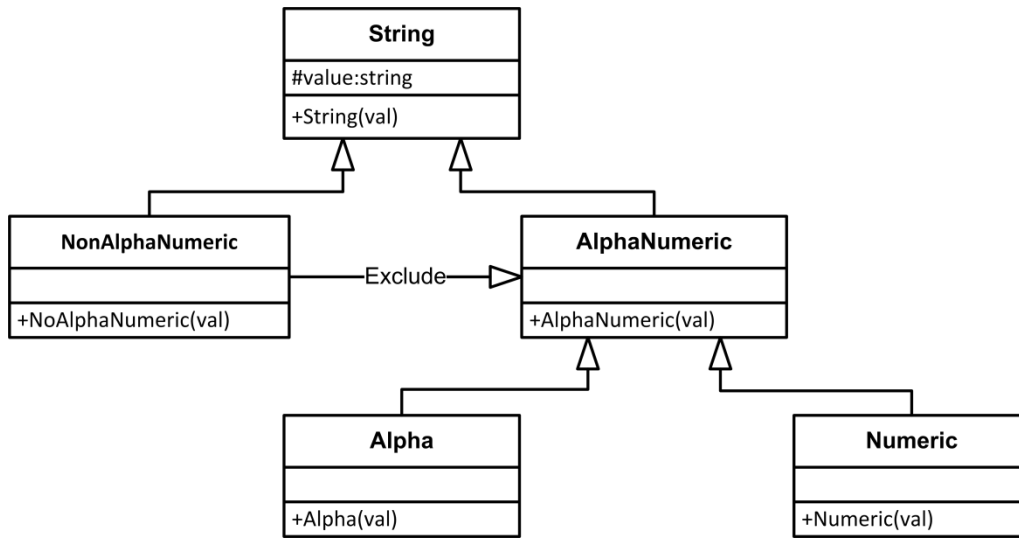 String
#value:string
+String(val)
NonAlphaNumeric
+NoAlphaNumeric(val)
Exclude
AlphaNumeric
+AlphaNumeric(val)
Alpha
+Alpha(val)
Numeric
+Numeric(val)